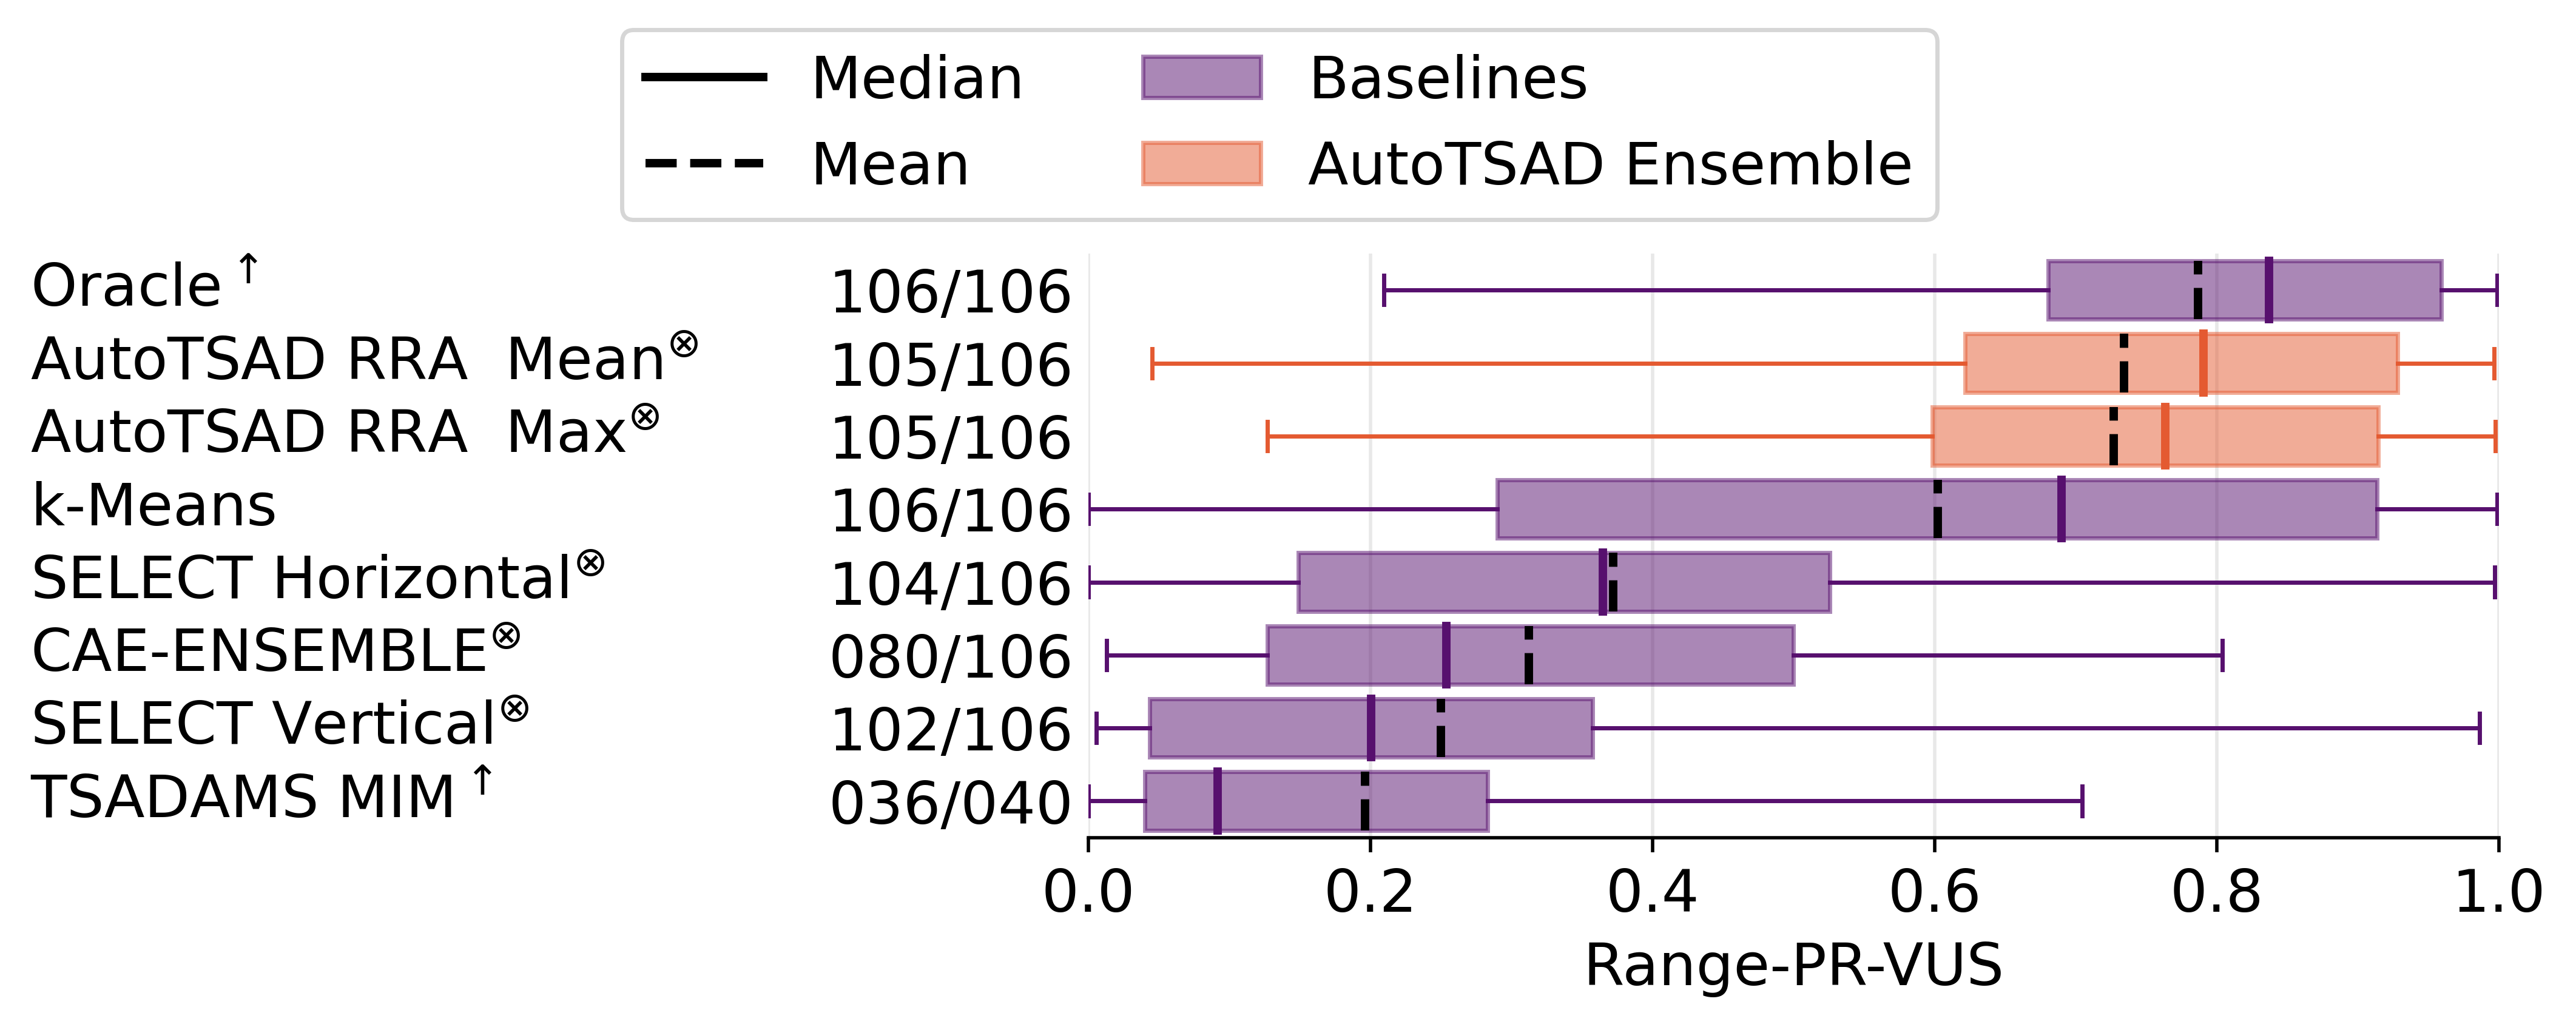 Median
Mean
Baselines
AutoTSAD Ensemble
Oracle ↑ 106/106
AutoTSAD RRA Mean⊗ 105/106
AutoTSAD RRA Max⊗ 105/106
k-Means 106/106
SELECT Horizontal⊗ 104/106
CAE-ENSEMBLE⊗ 080/106
SELECT Vertical⊗ 102/106
TSADAMS MIM ↑ 036/040
0.0 0.2 0.4 0.6 0.8 1.0
Range-PR-VUS